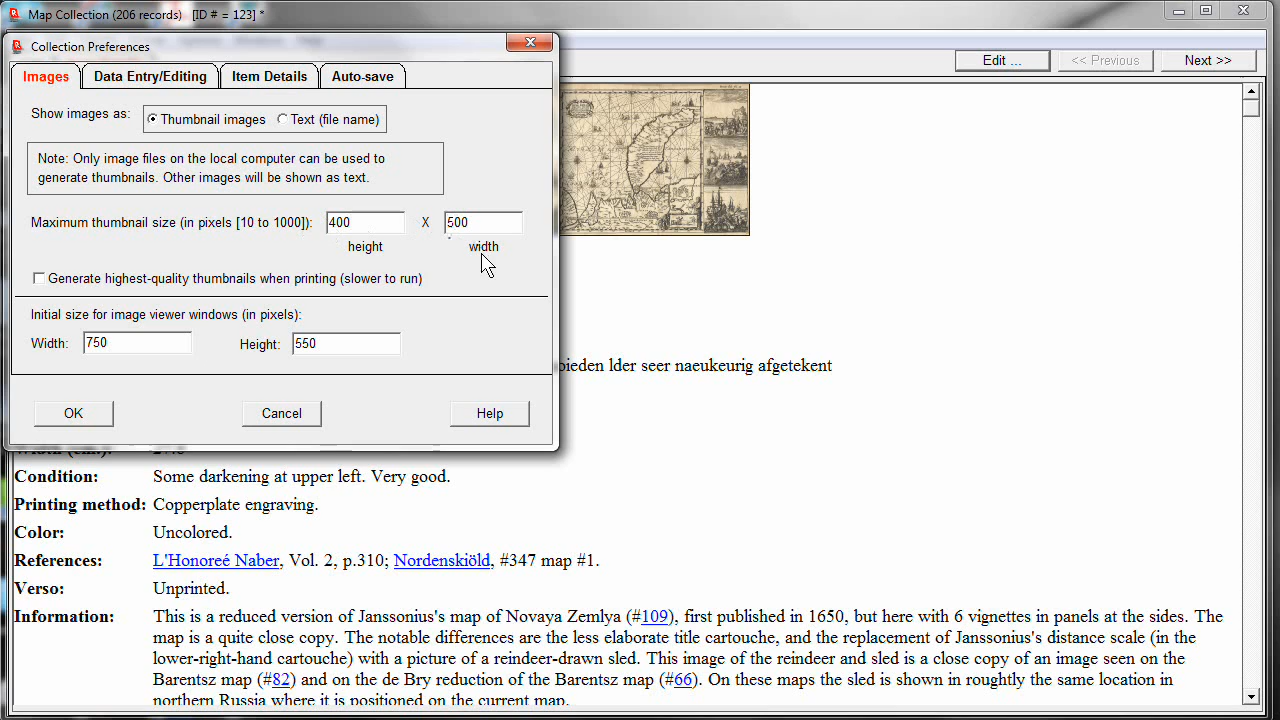 Map Collection (206 records) [ID # = 123] *
Collection Preferences
Edit ... << Previous Next >>
Images Data Entry/Editing Item Details Auto-save
Show images as: Thumbnail images Text (file name)
Note: Only image files on the local computer can be used to
generate thumbnails. Other images will be shown as text.
Maximum thumbnail size (in pixels [10 to 1000]): 400 X 500
height width
Generate highest-quality thumbnails when printing (slower to run)
Initial size for image viewer windows (in pixels):
Width: 750 Height: 550
lder seer naeukeurig afgetekent
OK Cancel Help
Condition: Some darkening at upper left. Very good.
Printing method: Copperplate engraving.
Color: Uncolored.
References: L'Honoreé Naber, Vol. 2, p.310; Nordenskiöld, #347 map #1.
Verso: Unprinted.
Information: This is a reduced version of Janssonius's map of Novaya Zemlya (#109), first published in 1650, but here with 6 vignettes in panels at the sides. The
map is a quite close copy. The notable differences are the less elaborate title cartouche, and the replacement of Janssonius's distance scale (in the
lower-right-hand cartouche) with a picture of a reindeer-drawn sled. This image of the reindeer and sled is a close copy of an image seen on the
Barentsz map (#82) and on the de Bry reduction of the Barentsz map (#66). On these maps the sled is shown in roughtly the same location in
northern Russia where it is positioned on the current map.